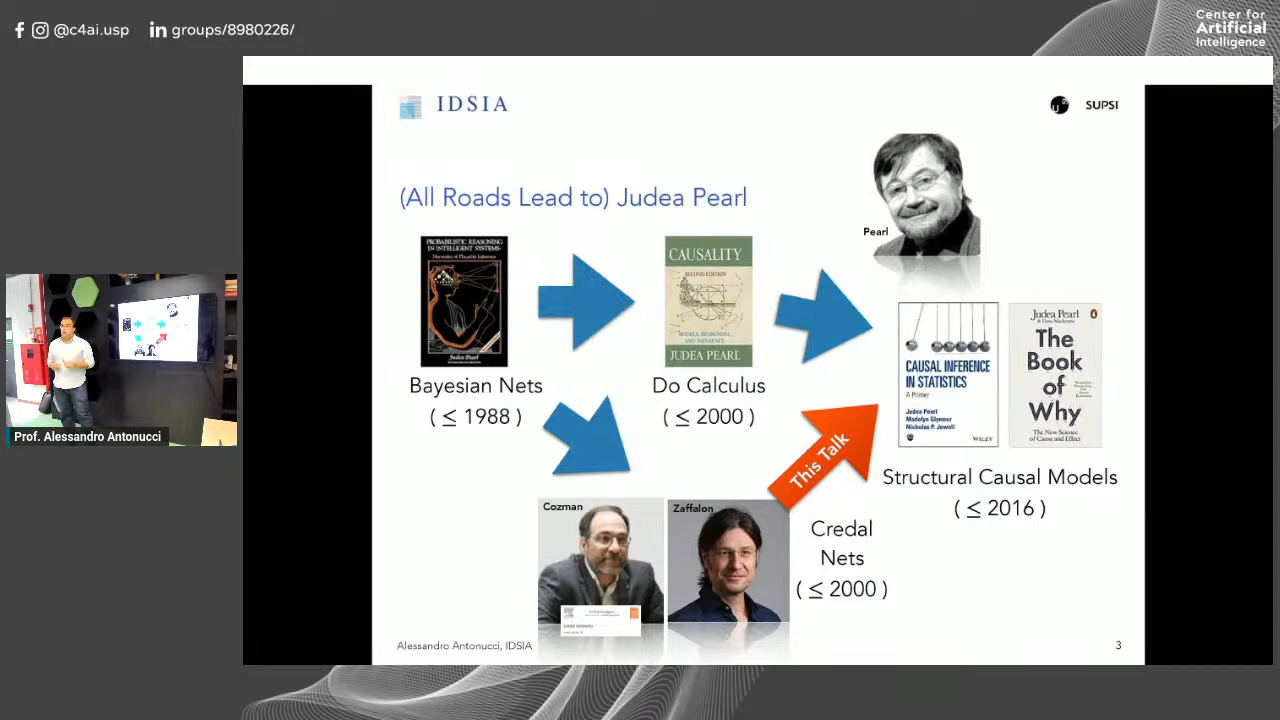 @c4ai.usp
in groups/8980226/
Center for
Artificial
Intelligence
IDSIA
SUPSI
(All Roads Lead to) Judea Pearl
Pearl
PROBABILISTIC REASONING
IN INTELLIGENT SYSTEMS:
Networks of Plausible Inference
Judea Pearl
CAUSALITY
SECOND EDITION
MODELS, REASONING,
AND INFERENCE
JUDEA PEARL
CAUSAL INFERENCE
IN STATISTICS
A Primer
Judea Pearl
Madelyn Glymour
Nicholas P. Jewell
WILEY
Judea Pearl
& Dana Mackenzie
The
Book
of
Why
The New Science
of Cause and Effect
Bayesian Nets
( ≤ 1988 )
Do Calculus
( ≤ 2000 )
This Talk
Structural Causal Models
( ≤ 2016 )
Cozman
Zaffalon
Credal
Nets
( ≤ 2000 )
Prof. Alessandro Antonucci
Alessandro Antonucci, IDSIA
3